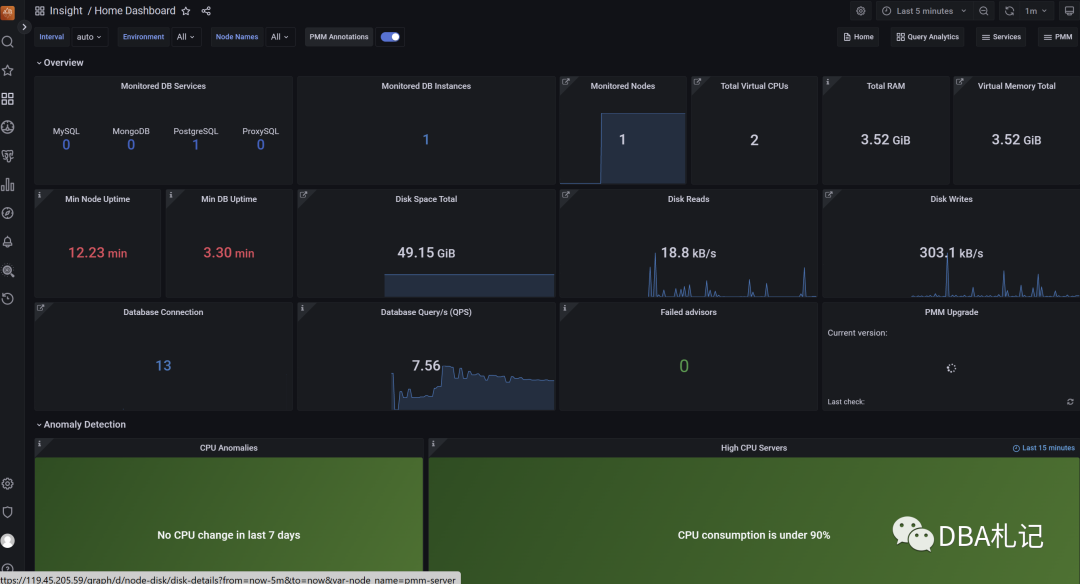 Insight / Home Dashboard
Last 5 minutes
1m
Interval auto Environment All Node Names All PMM Annotations
Home Query Analytics Services PMM
Overview
Monitored DB Services
MySQL MongoDB PostgreSQL ProxySQL
0 0 1 0
Monitored DB Instances
1
Monitored Nodes
1
Total Virtual CPUs
2
Total RAM
3.52 GiB
Virtual Memory Total
3.52 GiB
Min Node Uptime
12.23 min
Min DB Uptime
3.30 min
Disk Space Total
49.15 GiB
Disk Reads
18.8 kB/s
Disk Writes
303.1 kB/s
Database Connection
13
Database Query/s (QPS)
7.56
Failed advisors
0
PMM Upgrade
Current version:
Last check:
Anomaly Detection
CPU Anomalies
No CPU change in last 7 days
High CPU Servers
Last 15 minutes
CPU consumption is under 90%
DBA札记
ttps://119.45.205.59/graph/d/node-disk/disk-details?from=now-5m&to=now&var-node_name=pmm-server